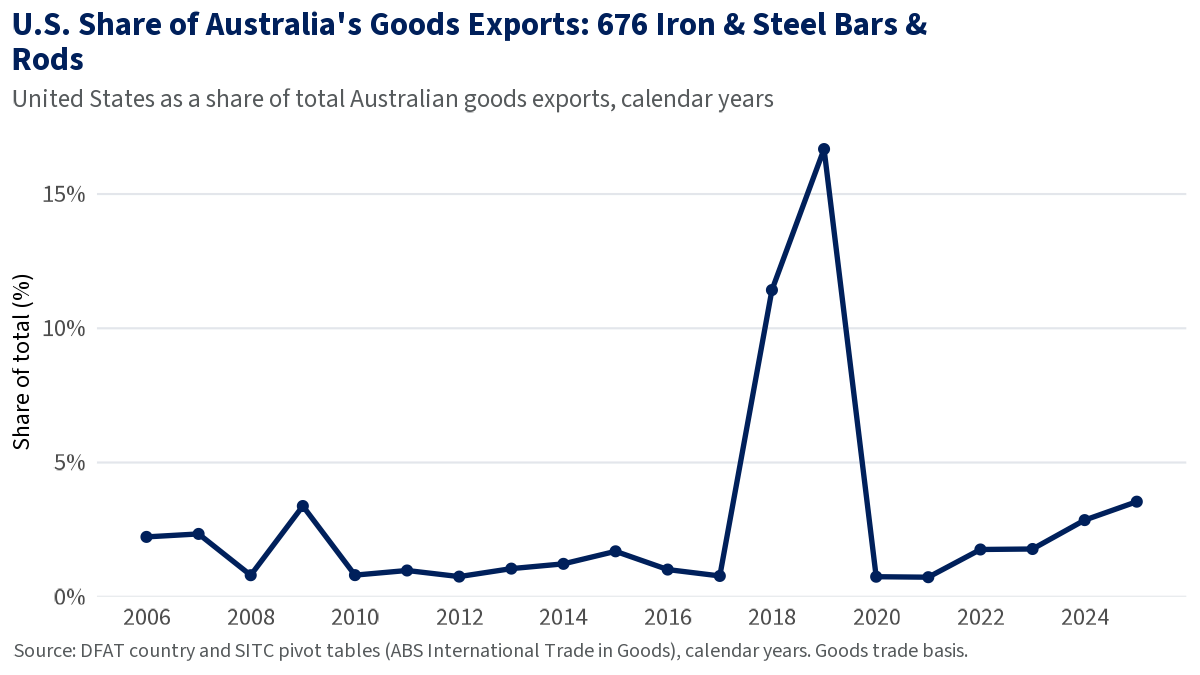 U.S. Share of Australia's Goods Exports: 676 Iron & Steel Bars &
Rods
United States as a share of total Australian goods exports, calendar years
Share of total (%)
15%
10%
5%
0%
2006 2008 2010 2012 2014 2016 2018 2020 2022 2024
Source: DFAT country and SITC pivot tables (ABS International Trade in Goods), calendar years. Goods trade basis.